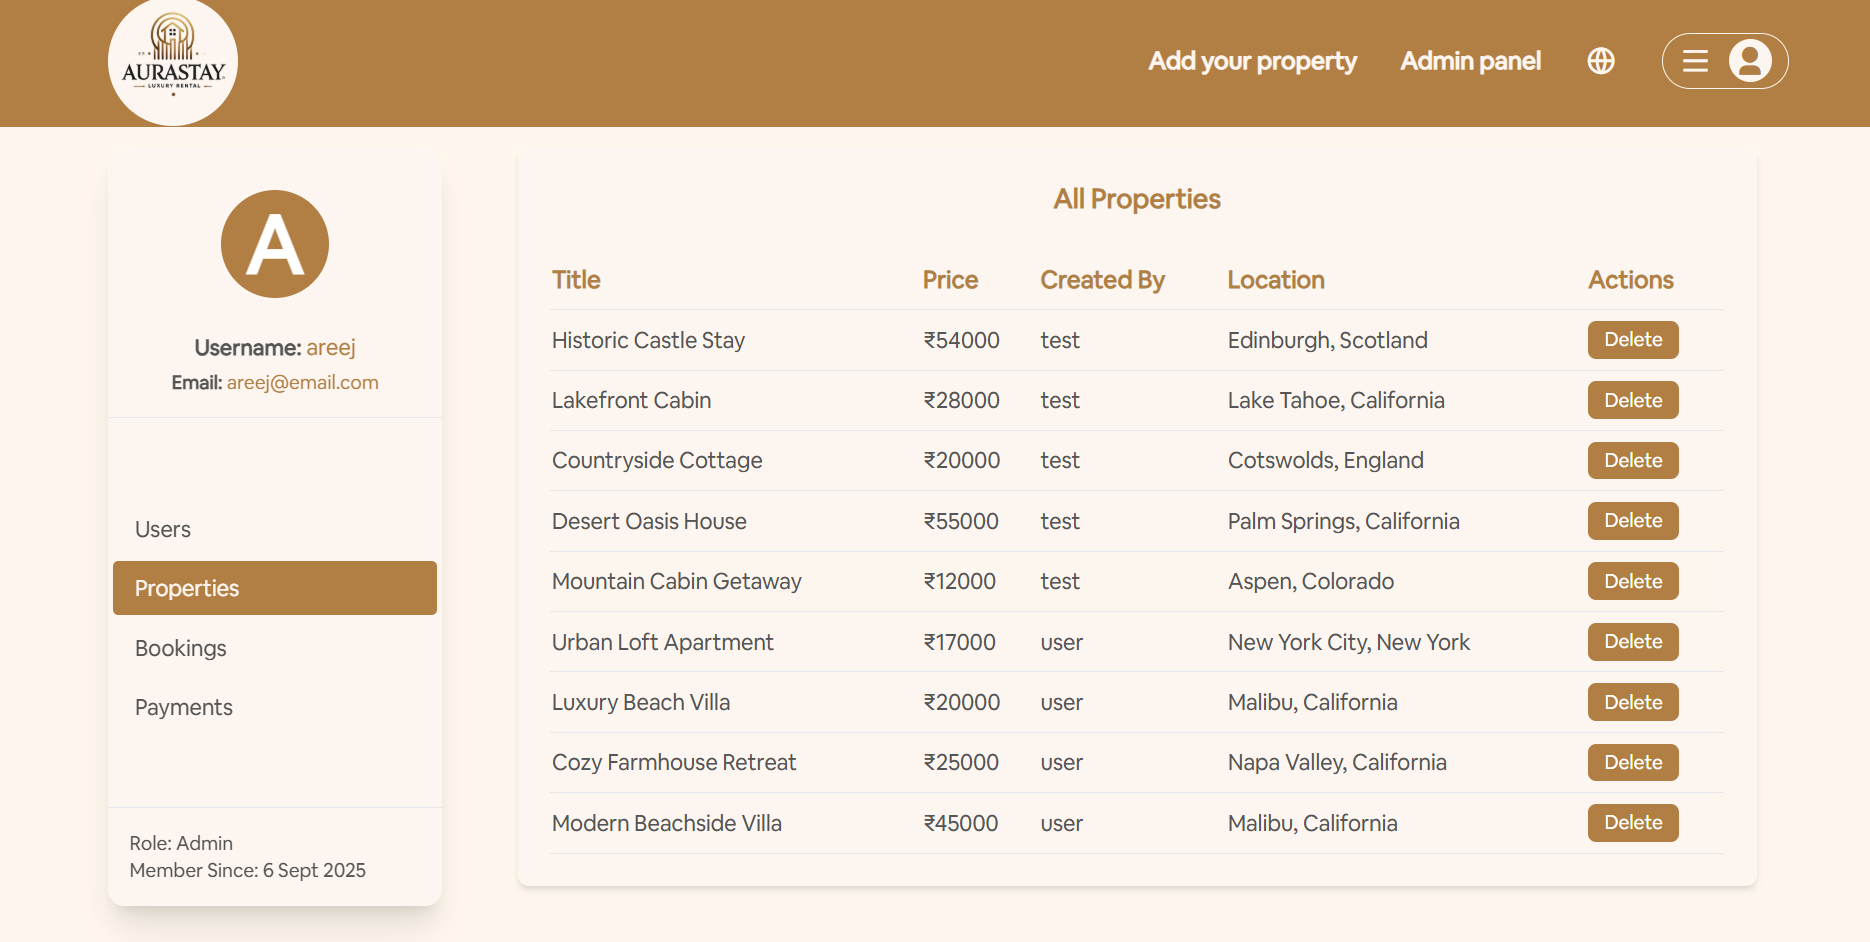 AURASTAY
LUXURY RENTAL
Add your property
Admin panel
A
Username: areej
Email: areej@email.com
Users
Properties
Bookings
Payments
Role: Admin
Member Since: 6 Sept 2025
All Properties
Title Price Created By Location Actions
Historic Castle Stay ₹54000 test Edinburgh, Scotland Delete
Lakefront Cabin ₹28000 test Lake Tahoe, California Delete
Countryside Cottage ₹20000 test Cotswolds, England Delete
Desert Oasis House ₹55000 test Palm Springs, California Delete
Mountain Cabin Getaway ₹12000 test Aspen, Colorado Delete
Urban Loft Apartment ₹17000 user New York City, New York Delete
Luxury Beach Villa ₹20000 user Malibu, California Delete
Cozy Farmhouse Retreat ₹25000 user Napa Valley, California Delete
Modern Beachside Villa ₹45000 user Malibu, California Delete